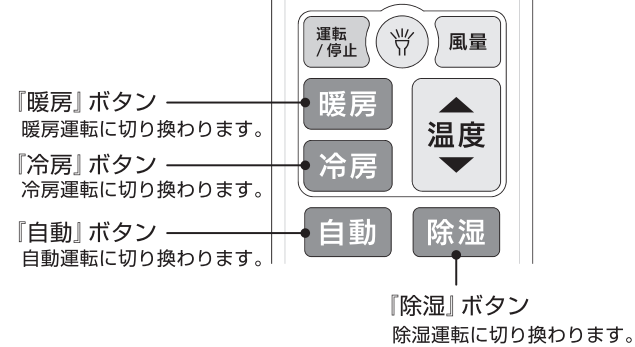 運転
/停止
風量
『暖房』ボタン
暖房運転に切り換わります。
暖房
温度
『冷房』ボタン
冷房運転に切り換わります。
冷房
『自動』ボタン
自動運転に切り換わります。
自動
除湿
『除湿』ボタン
除湿運転に切り換わります。